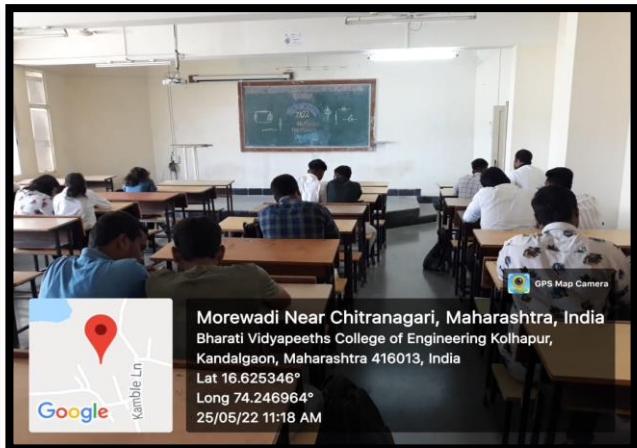 2022
GPS Map Camera
Morewadi Near Chitranagari, Maharashtra, India
Bharati Vidyapeeths College of Engineering Kolhapur,
Kandalgaon, Maharashtra 416013, India
Lat 16.625346°
Long 74.246964°
25/05/22 11:18 AM
Kamble Ln
Google